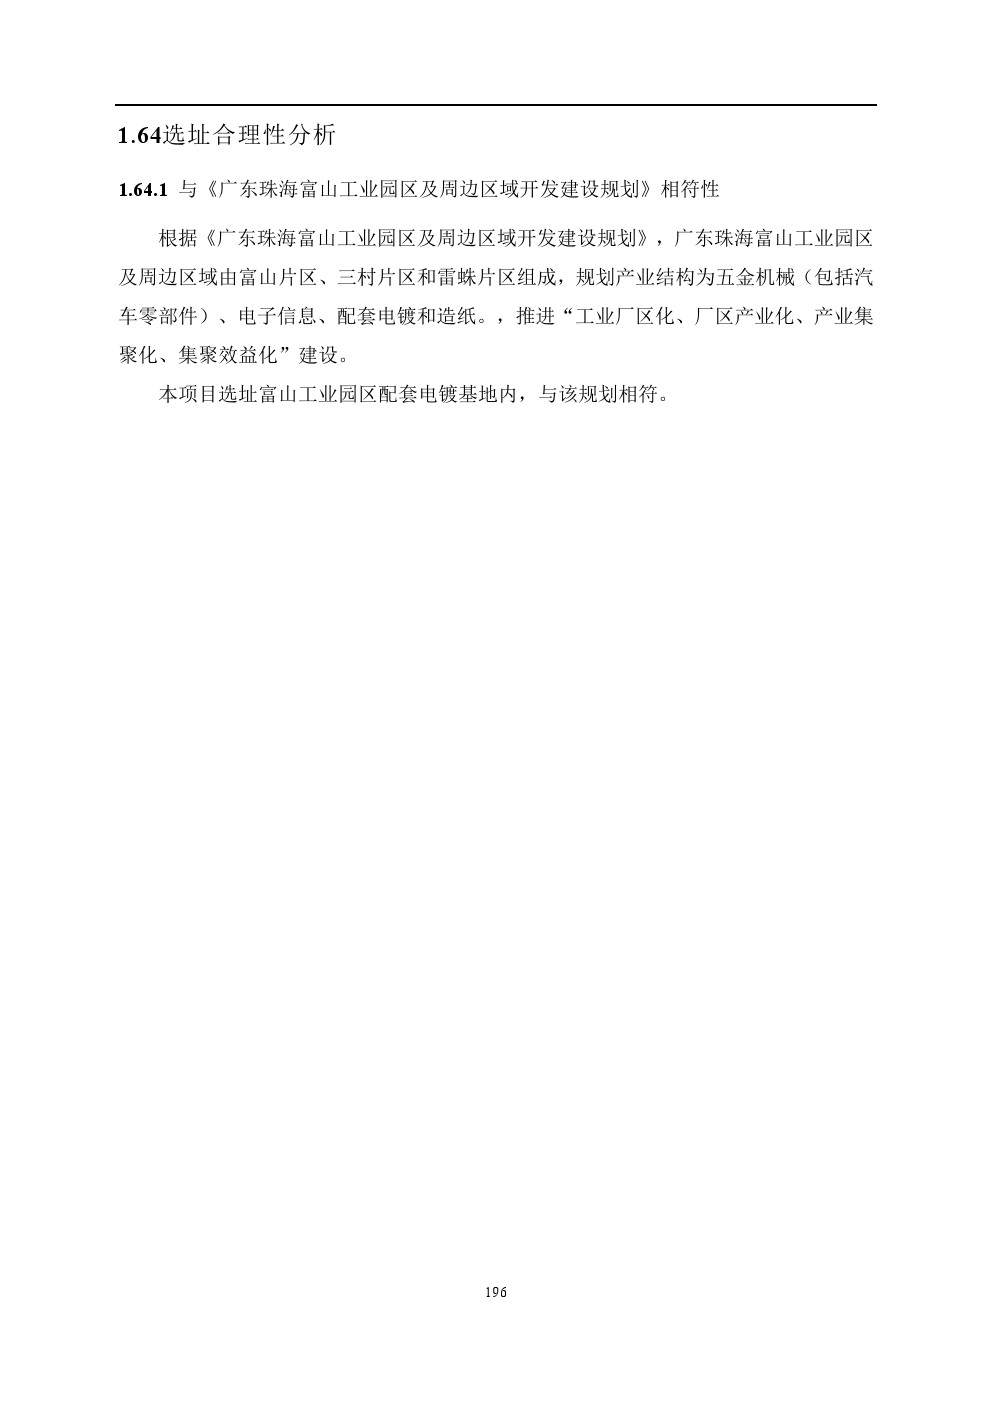 1.64选址合理性分析
1.64.1 与《广东珠海富山工业园区及周边区域开发建设规划》相符性
根据《广东珠海富山工业园区及周边区域开发建设规划》，广东珠海富山工业园区
及周边区域由富山片区、三村片区和雷蛛片区组成，规划产业结构为五金机械（包括汽
车零部件）、电子信息、配套电镀和造纸。，推进“工业厂区化、厂区产业化、产业集
聚化、集聚效益化”建设。
本项目选址富山工业园区配套电镀基地内，与该规划相符。
196